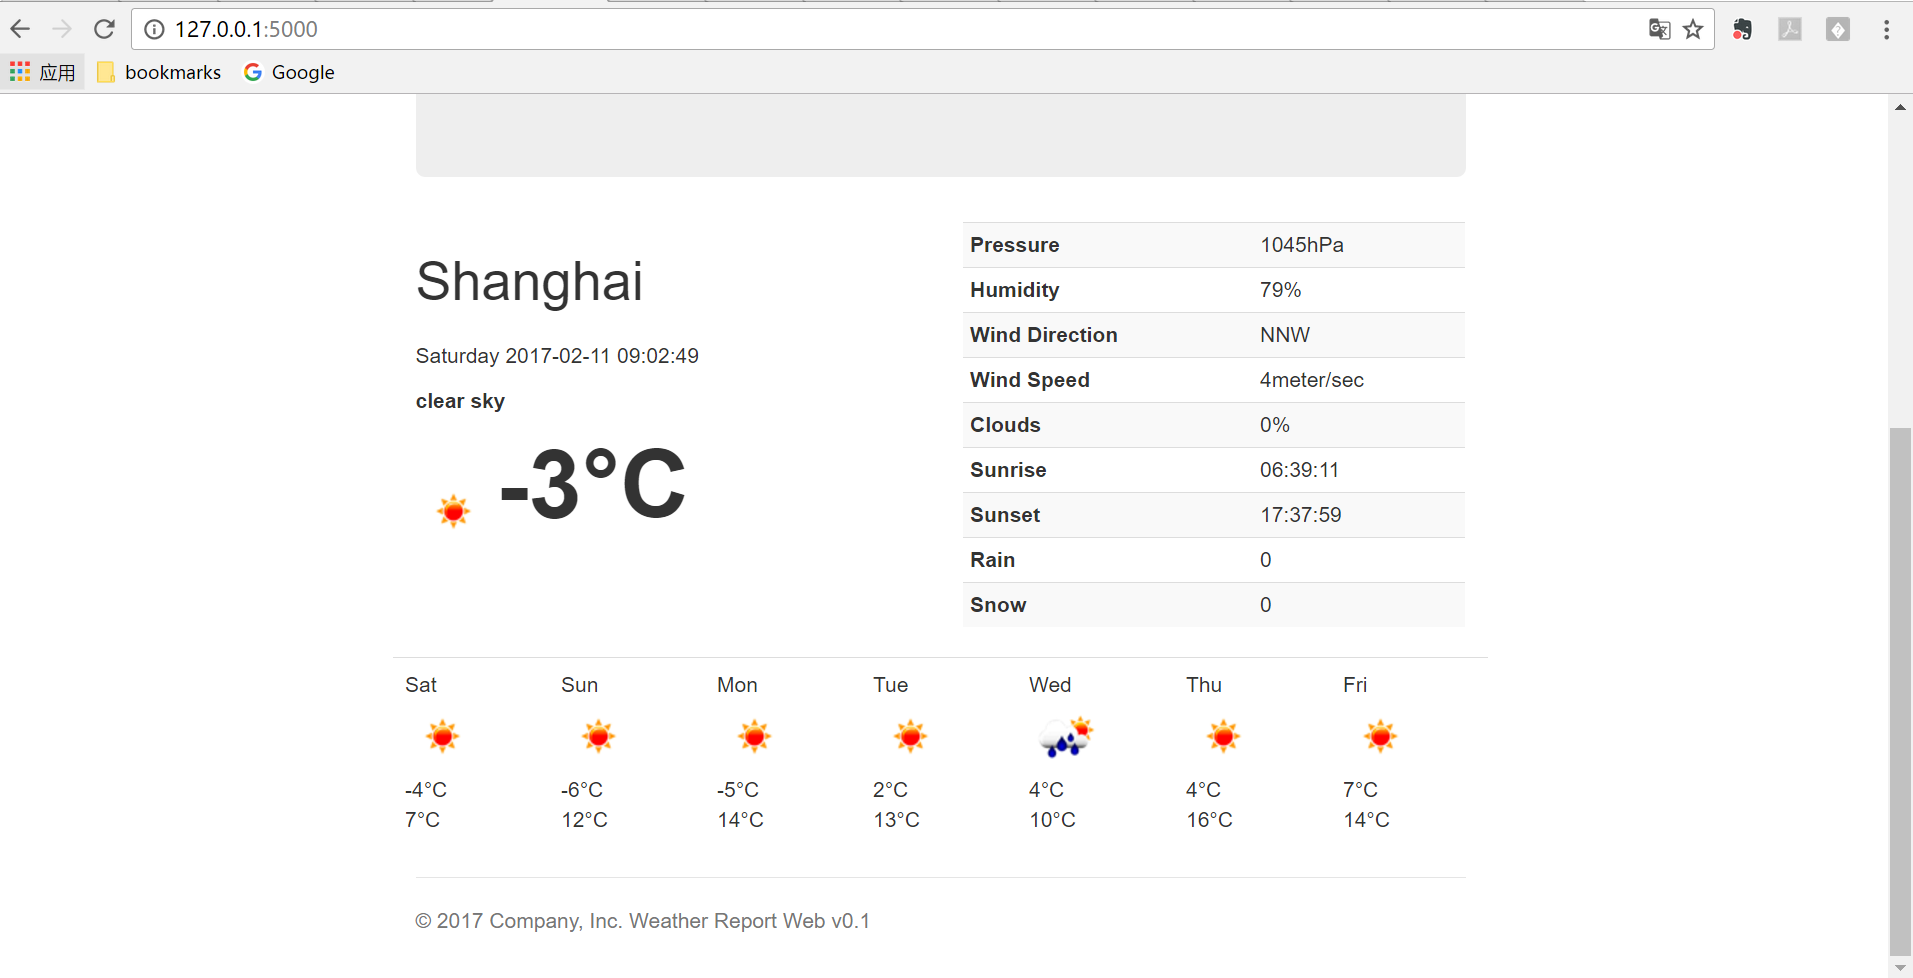 127.0.0.1:5000
应用 bookmarks Google
Shanghai
Saturday 2017-02-11 09:02:49
clear sky
-3°C
Pressure 1045hPa
Humidity 79%
Wind Direction NNW
Wind Speed 4meter/sec
Clouds 0%
Sunrise 06:39:11
Sunset 17:37:59
Rain 0
Snow 0
Sat Sun Mon Tue Wed Thu Fri
-4°C -6°C -5°C 2°C 4°C 4°C 7°C
7°C 12°C 14°C 13°C 10°C 16°C 14°C
© 2017 Company, Inc. Weather Report Web v0.1